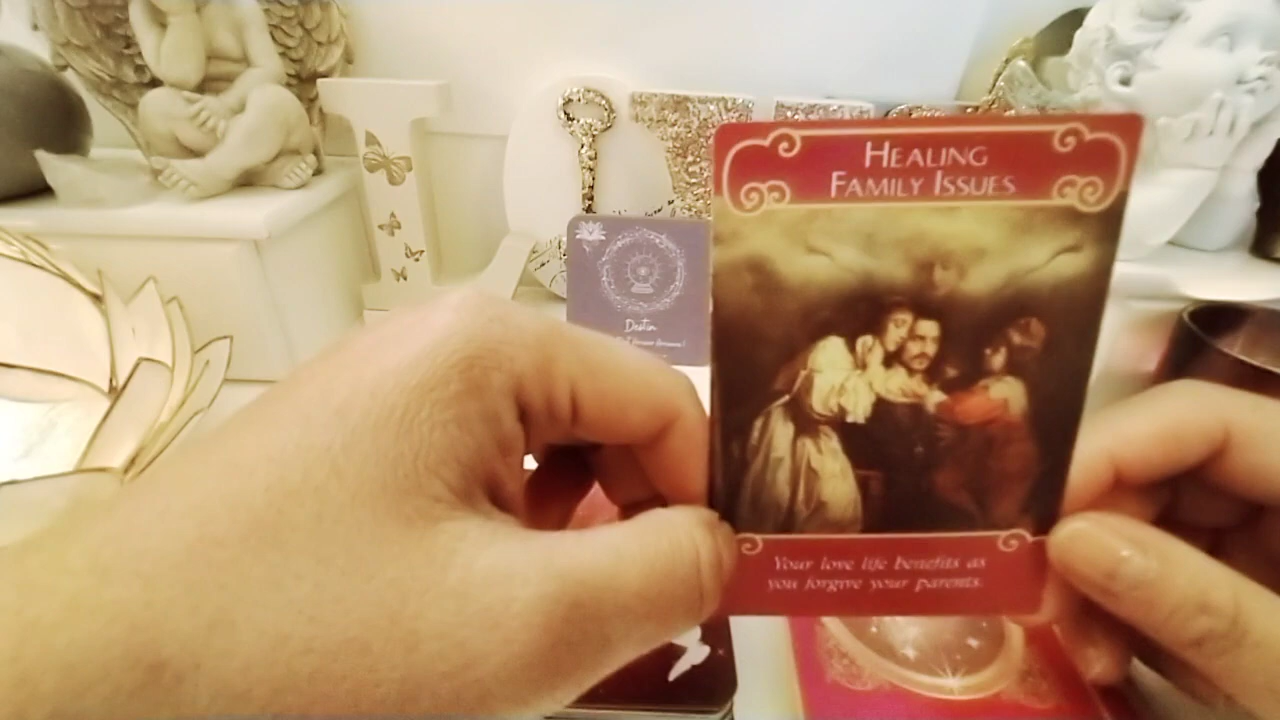 HEALING
FAMILY ISSUES
Destin
Your love life benefits as
you forgive your parents.